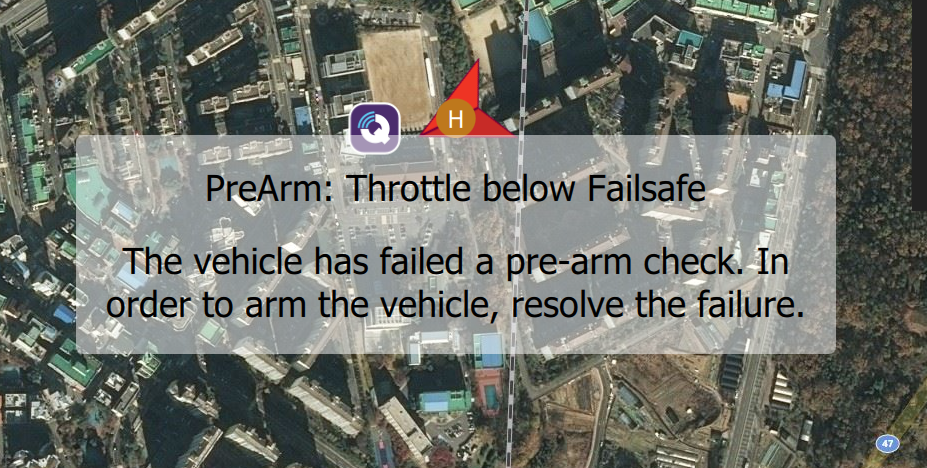 H
PreArm: Throttle below Failsafe
The vehicle has failed a pre-arm check. In
order to arm the vehicle, resolve the failure.
47